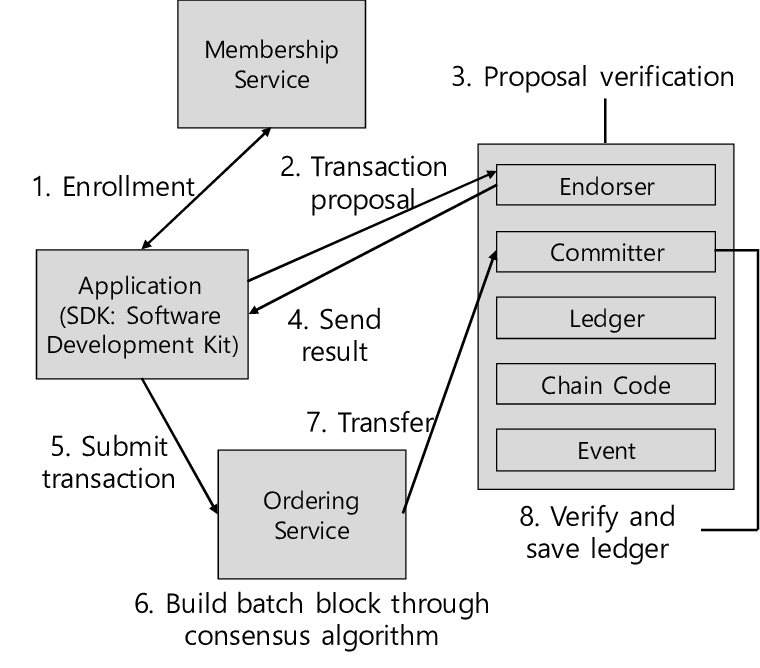 Membership
Service
3. Proposal verification
1. Enrollment
2. Transaction
proposal
Endorser
Committer
Ledger
Chain Code
Event
Application
(SDK: Software
Development Kit)
4. Send
result
5. Submit
transaction
7. Transfer
Ordering
Service
8. Verify and
save ledger
6. Build batch block through
consensus algorithm